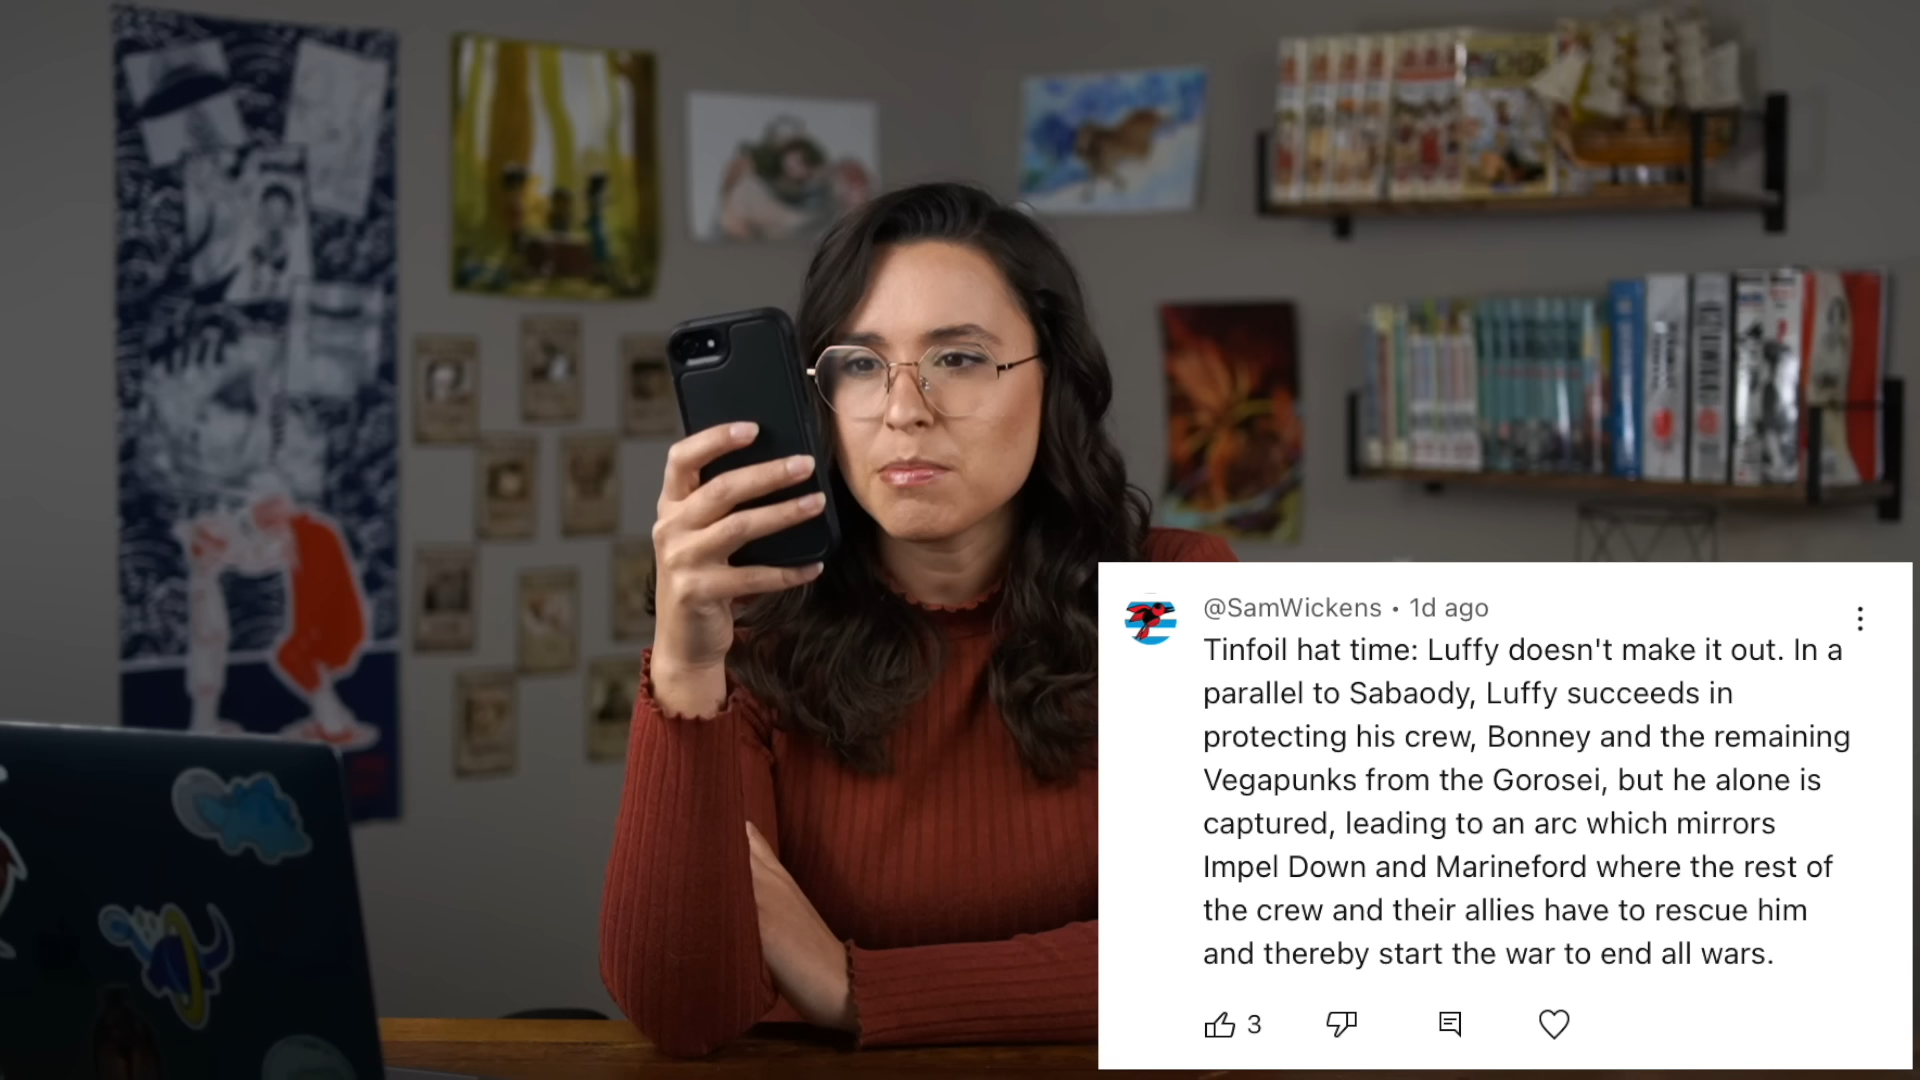 @SamWickens • 1d ago
Tinfoil hat time: Luffy doesn't make it out. In a
parallel to Sabaody, Luffy succeeds in
protecting his crew, Bonney and the remaining
Vegapunks from the Gorosei, but he alone is
captured, leading to an arc which mirrors
Impel Down and Marineford where the rest of
the crew and their allies have to rescue him
and thereby start the war to end all wars.
3